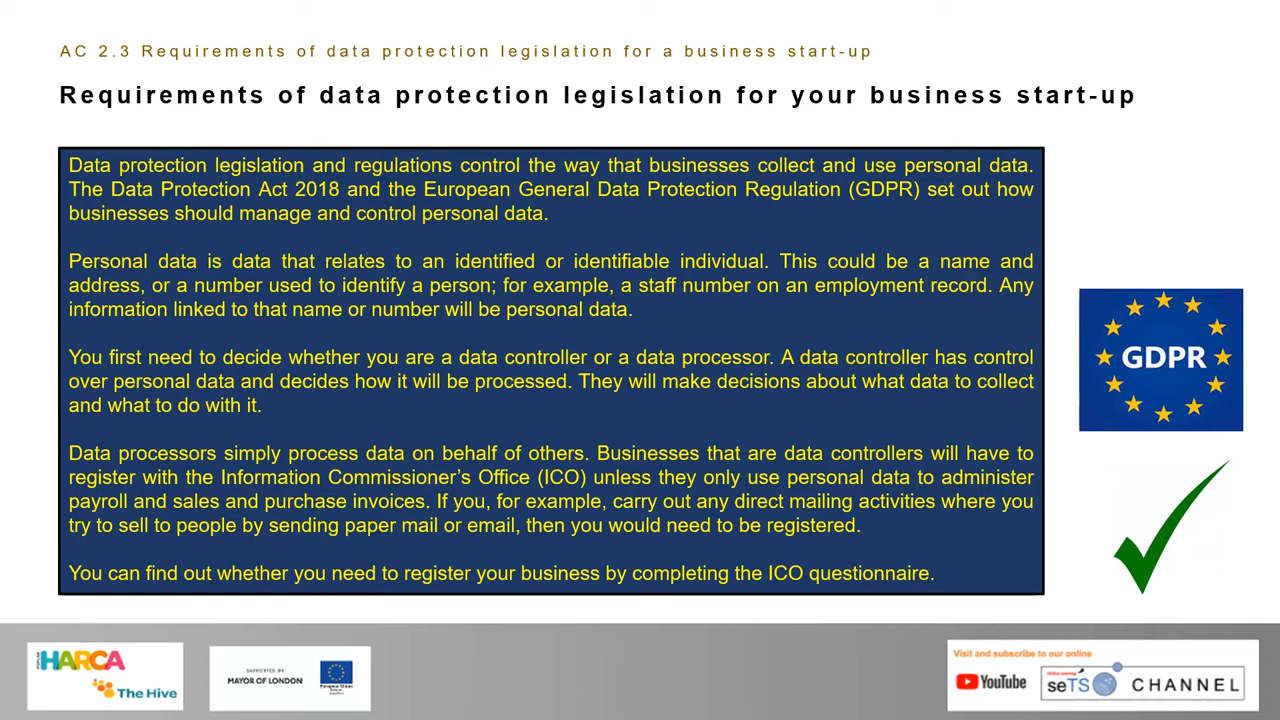 AC 2.3 Requirements of data protection legislation for a business start-up
Requirements of data protection legislation for your business start-up
Data protection legislation and regulations control the way that businesses collect and use personal data.
The Data Protection Act 2018 and the European General Data Protection Regulation (GDPR) set out how
businesses should manage and control personal data.
Personal data is data that relates to an identified or identifiable individual. This could be a name and
address, or a number used to identify a person; for example, a staff number on an employment record. Any
information linked to that name or number will be personal data.
You first need to decide whether you are a data controller or a data processor. A data controller has control
over personal data and decides how it will be processed. They will make decisions about what data to collect
and what to do with it.
Data processors simply process data on behalf of others. Businesses that are data controllers will have to
register with the Information Commissioner's Office (ICO) unless they only use personal data to administer
payroll and sales and purchase invoices. If you, for example, carry out any direct mailing activities where you
try to sell to people by sending paper mail or email, then you would need to be registered.
You can find out whether you need to register your business by completing the ICO questionnaire.
GDPR
HARCA
The Hive
SUPPORTED BY
MAYOR OF LONDON
Visit and subscribe to our online
YouTube
seTS CHANNEL